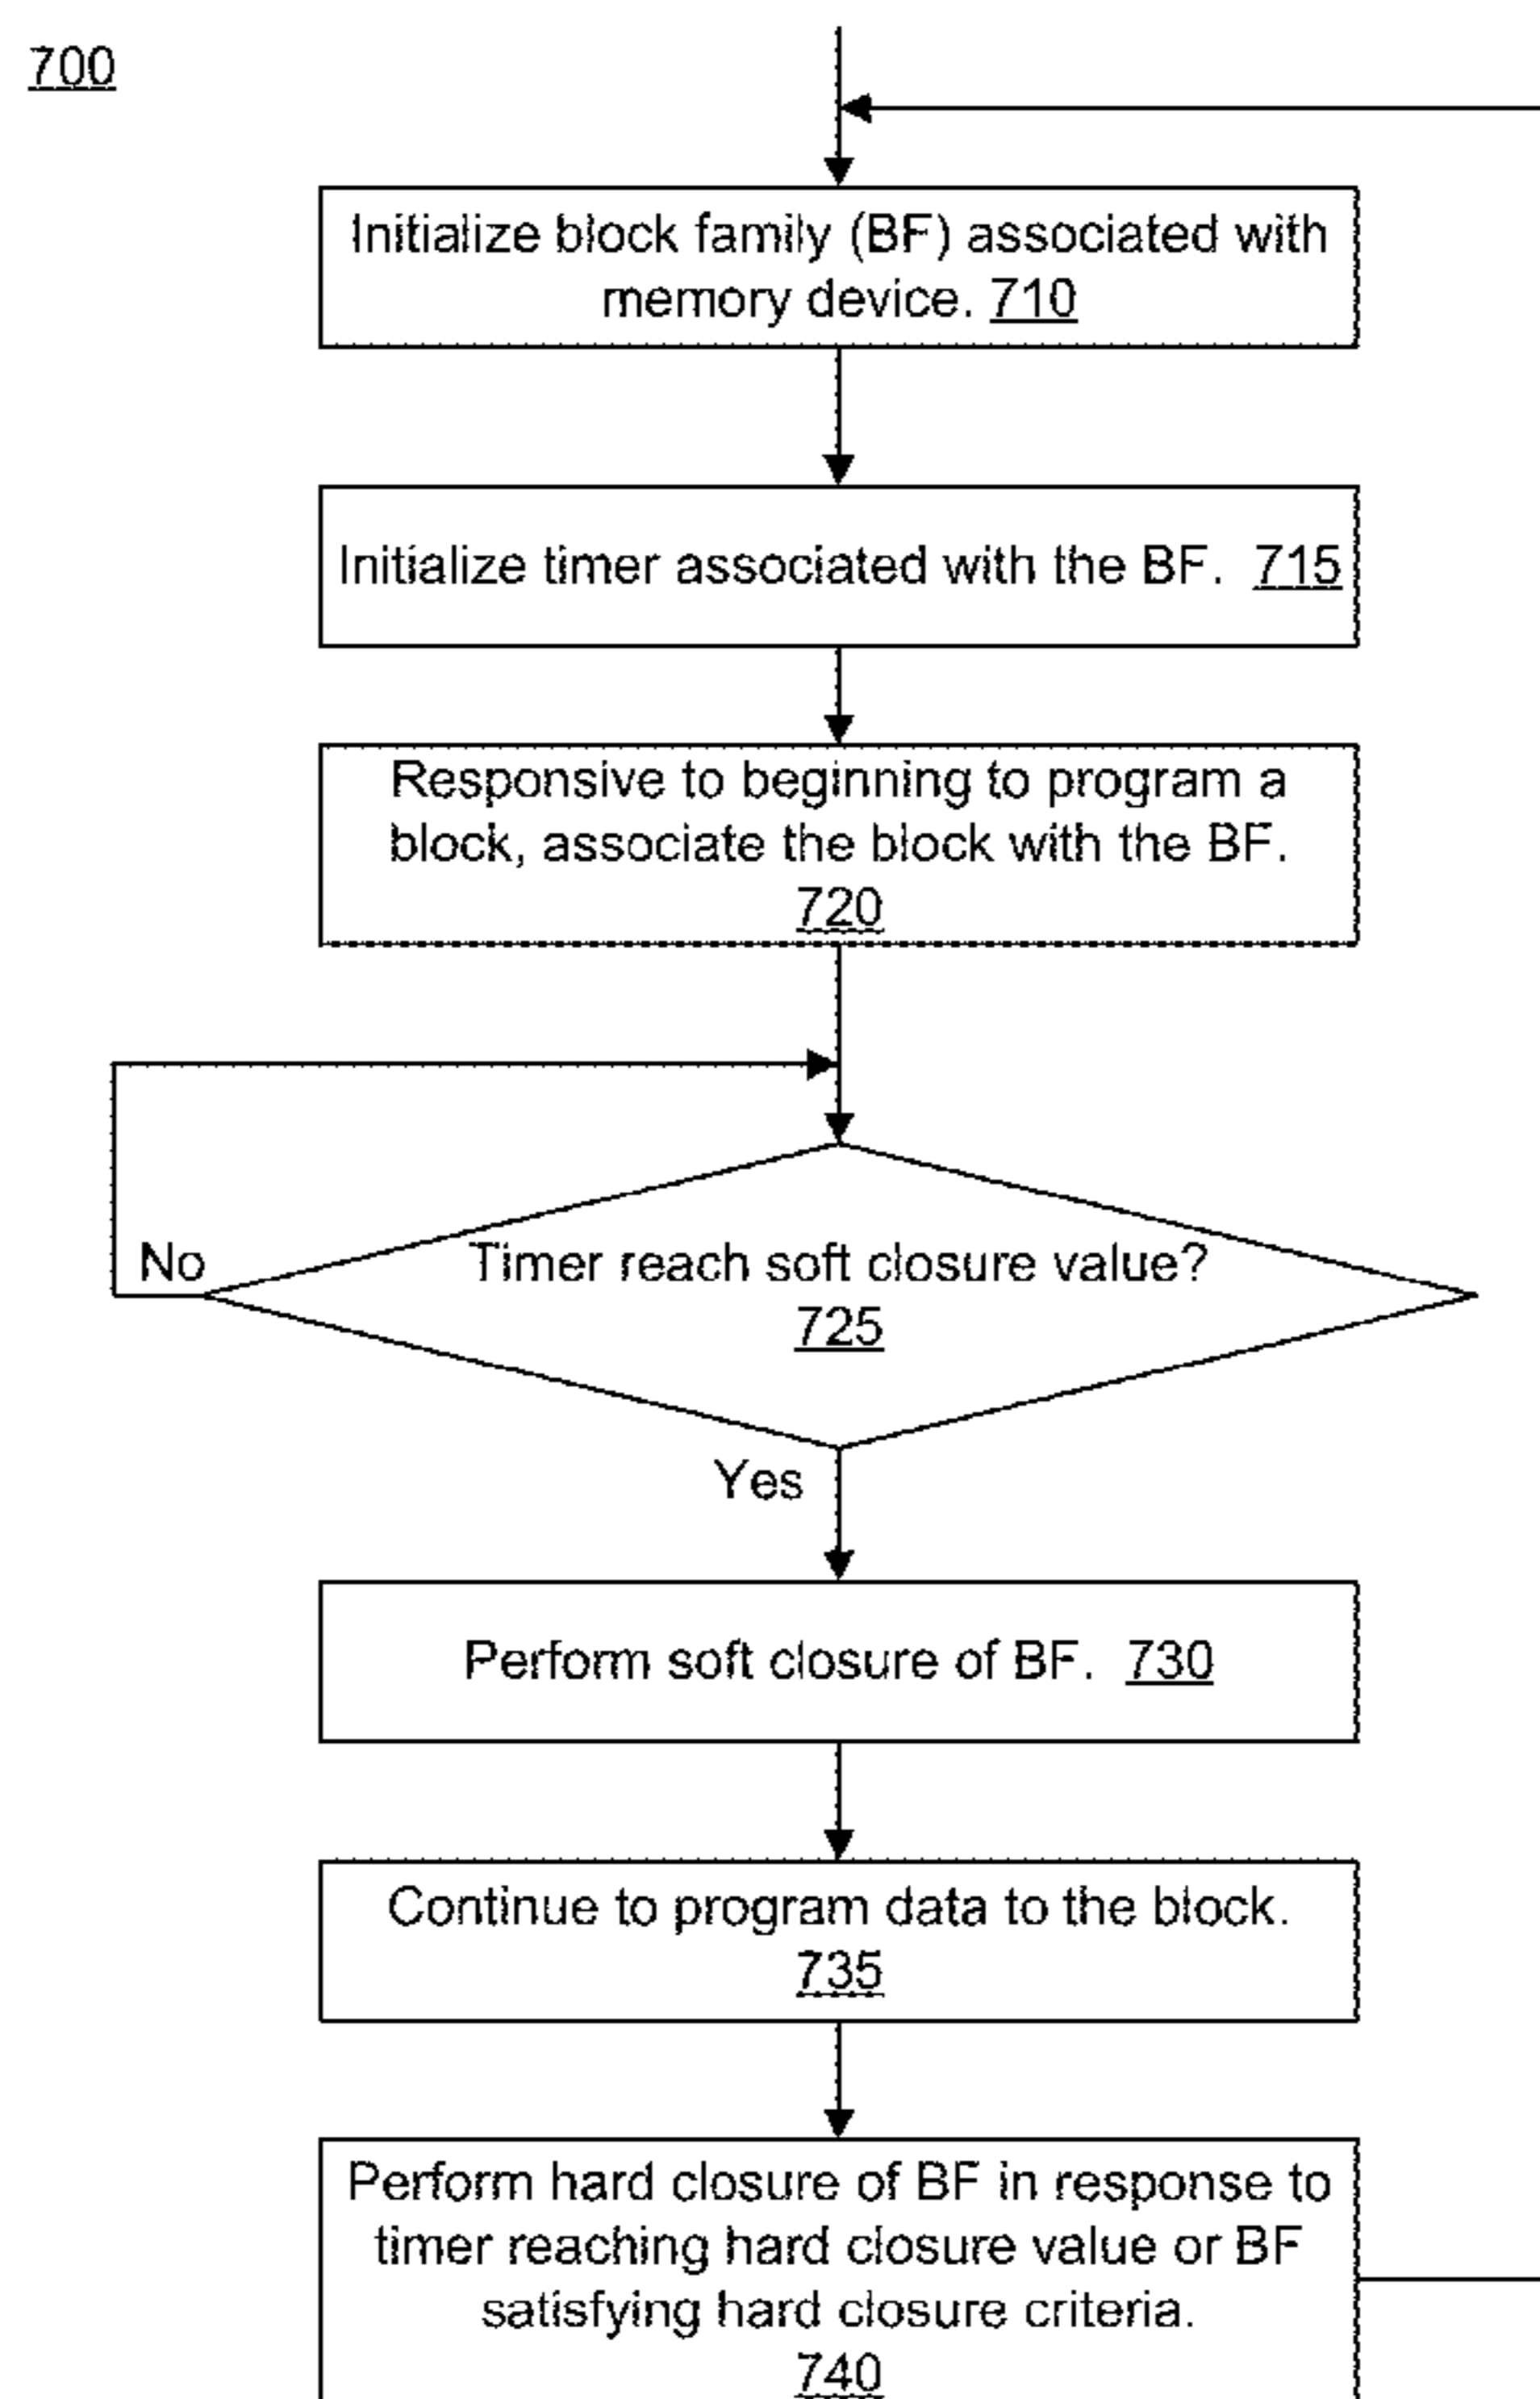 700
Initialize block family (BF) associated with
memory device. 710
Initialize timer associated with the BF. 715
Responsive to beginning to program a
block, associate the block with the BF.
720
No
Timer reach soft closure value?
725
Yes
Perform soft closure of BF. 730
Continue to program data to the block.
735
Perform hard closure of BF in response to
timer reaching hard closure value or BF
satisfying hard closure criteria.
740